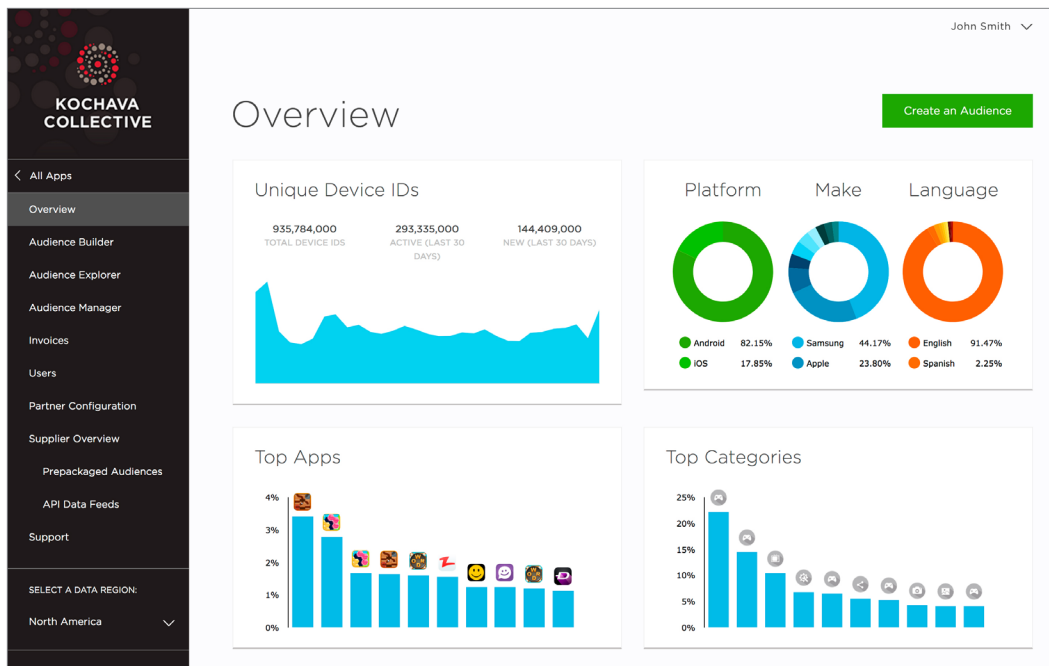 John Smith
KOCHAVA
COLLECTIVE
All Apps
Overview
Audience Builder
Audience Explorer
Audience Manager
Invoices
Users
Partner Configuration
Supplier Overview
Prepackaged Audiences
API Data Feeds
Support
SELECT A DATA REGION:
North America
Overview
Create an Audience
Unique Device IDs
935,784,000 293,335,000 144,409,000
TOTAL DEVICE IDS ACTIVE (LAST 30 NEW (LAST 30 DAYS)
DAYS)
Platform Make Language
Android 82.15% Samsung 44.17% English 91.47%
iOS 17.85% Apple 23.80% Spanish 2.25%
Top Apps
4%
3%
2%
1%
0%
Top Categories
25%
20%
15%
10%
5%
0%